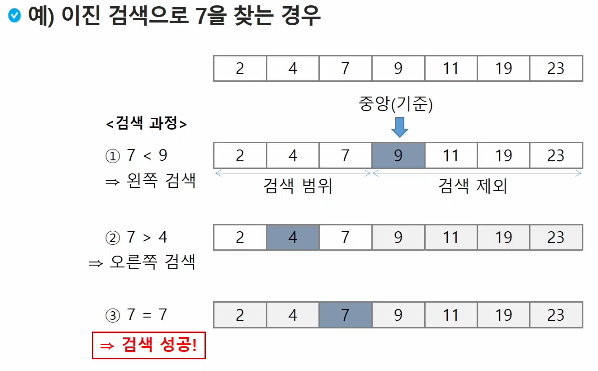 예) 이진 검색으로 7을 찾는 경우
2 4 7 9 11 19 23
중앙(기준)
<검색 과정>
① 7 < 9
⇒ 왼쪽 검색
2 4 7 9 11 19 23
검색 범위 검색 제외
② 7 > 4
⇒ 오른쪽 검색
2 4 7 9 11 19 23
③ 7 = 7
⇒ 검색 성공!
2 4 7 9 11 19 23